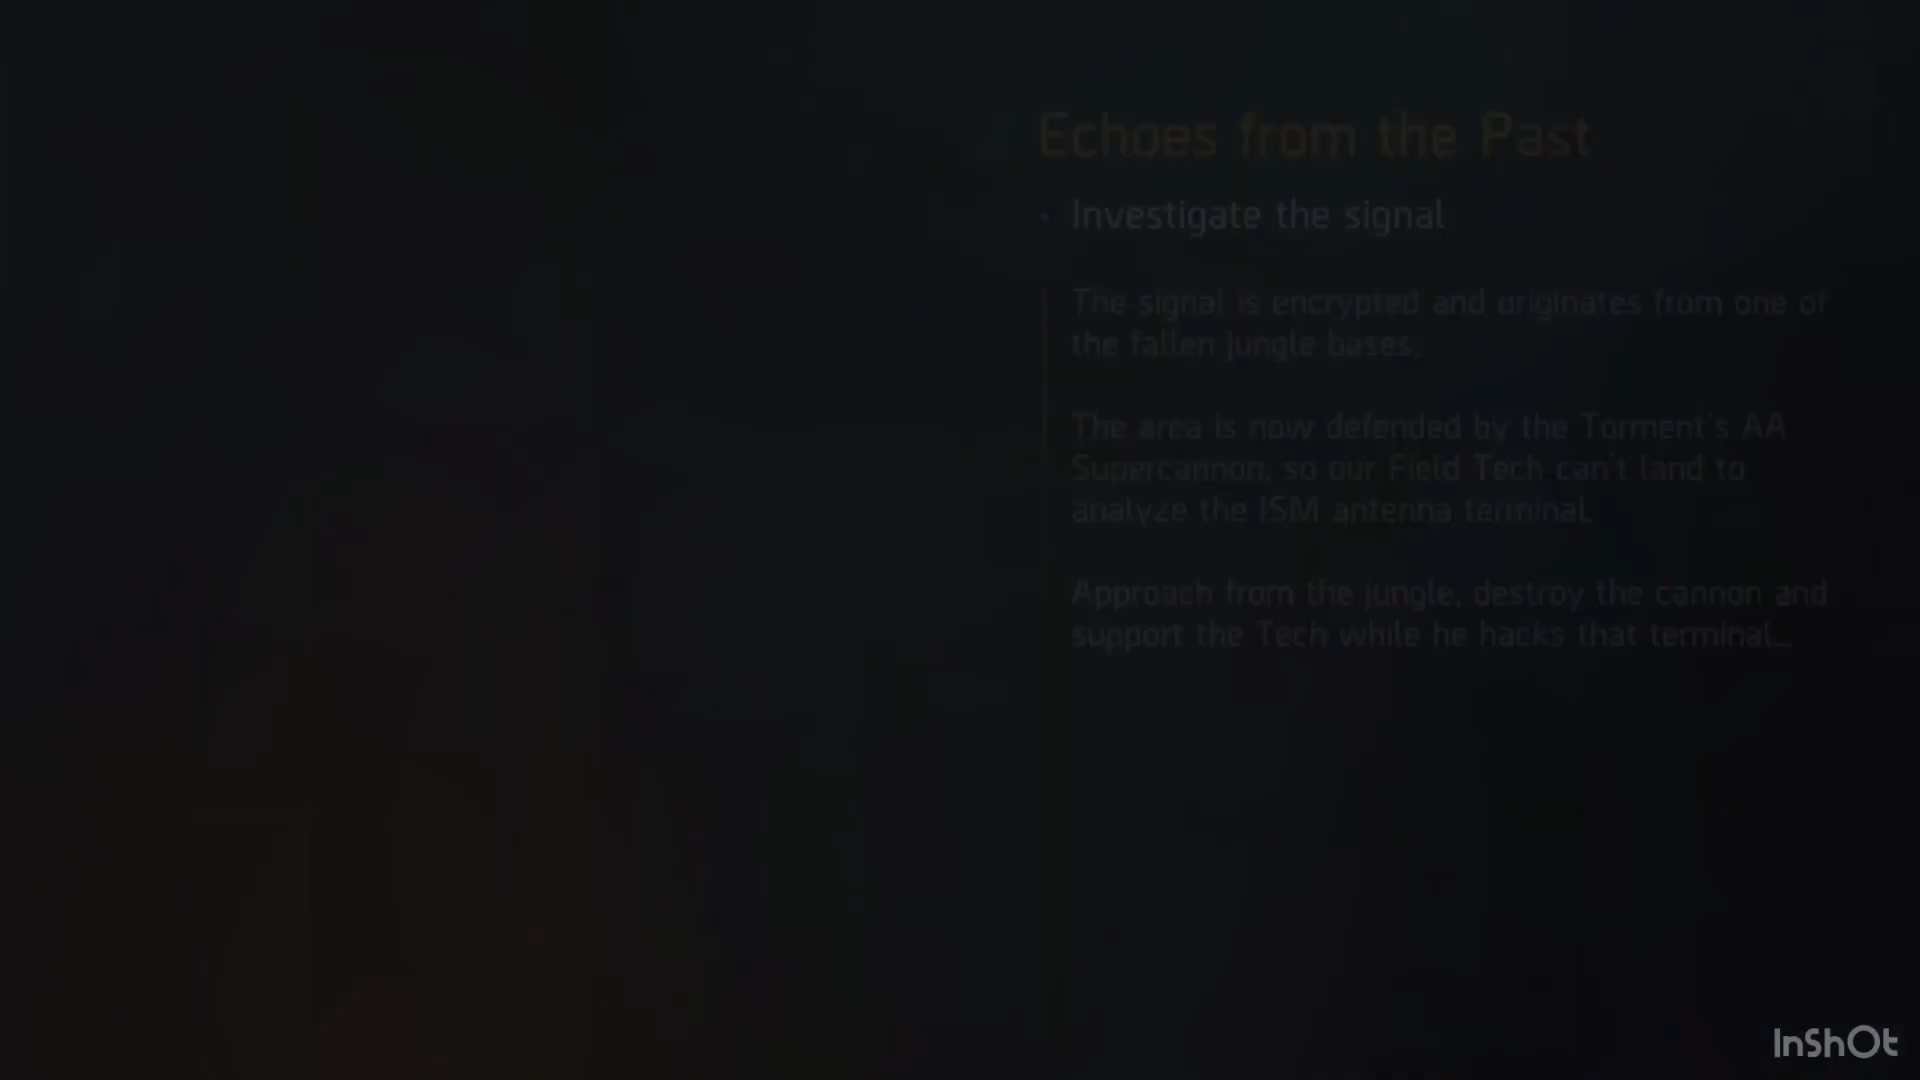 Echoes from the Past
• Investigate the signal
The signal is encrypted and originates from one of
the fallen jungle bases.
The area is now defended by the Torment's AA
Supercannon, so our Field Tech can't land to
analyze the ISM antenna terminal.
Approach from the jungle, destroy the cannon and
support the Tech while he hacks that terminal...
InShOt